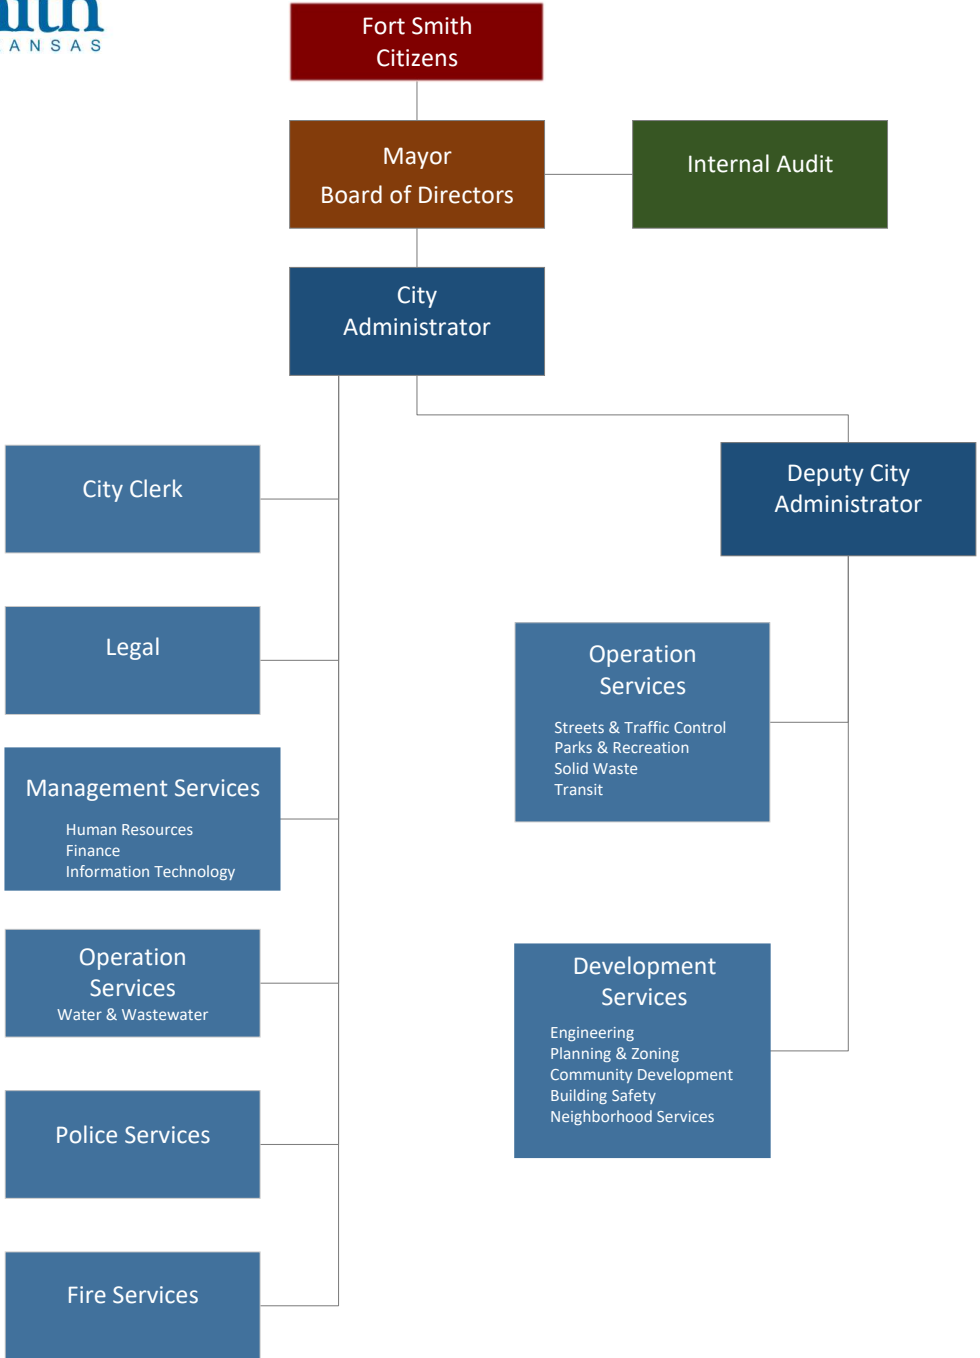 Fort Smith
Citizens
Mayor
Board of Directors
Internal Audit
City
Administrator
City Clerk
Deputy City
Administrator
Legal
Operation
Services
Streets & Traffic Control
Parks & Recreation
Solid Waste
Transit
Management Services
Human Resources
Finance
Information Technology
Operation
Services
Water & Wastewater
Development
Services
Engineering
Planning & Zoning
Community Development
Building Safety
Neighborhood Services
Police Services
Fire Services